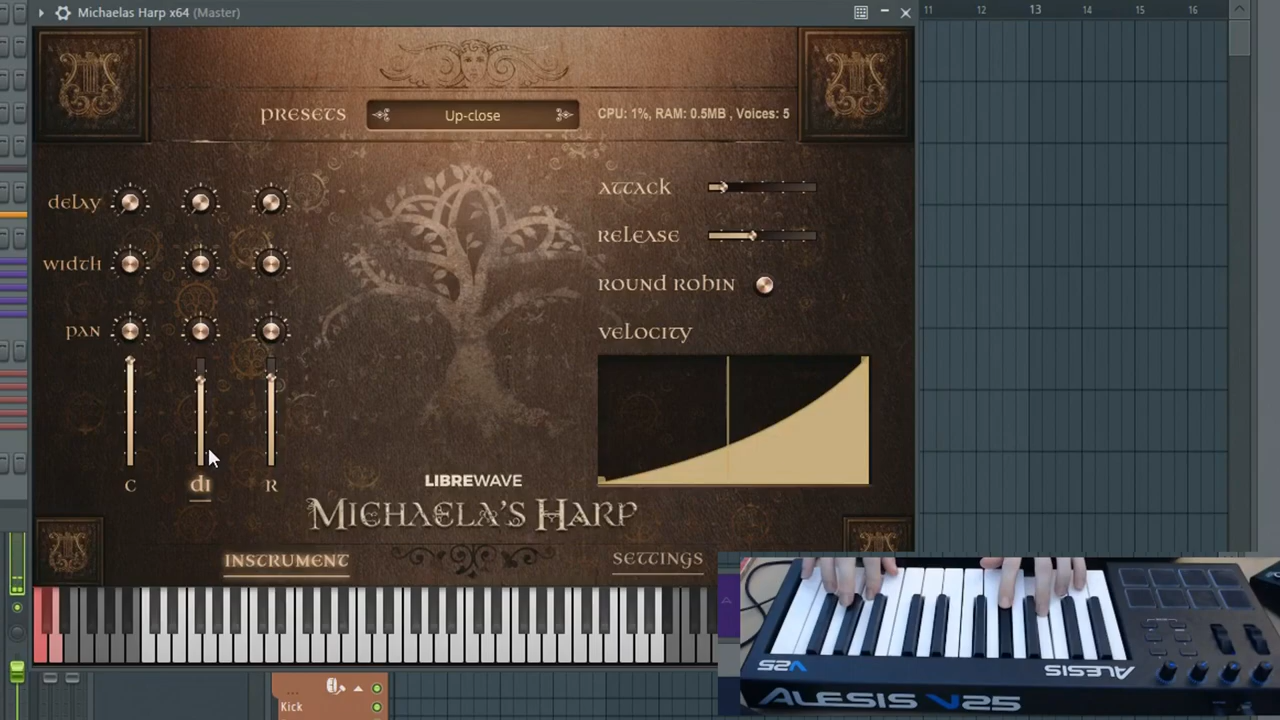 Michaelas Harp x64 (Master)
11 12 13 14 15 16
PRESETS
Up-close
CPU: 1%, RAM: 0.5MB , Voices: 5
DELAY
WIDTH
PAN
C
DI
R
ATTACK
RELEASE
ROUND ROBIN
VELOCITY
LIBREWAVE
MICHAELA'S HARP
INSTRUMENT
SETTINGS
...
Kick
V25
ALESIS
ALESIS V25